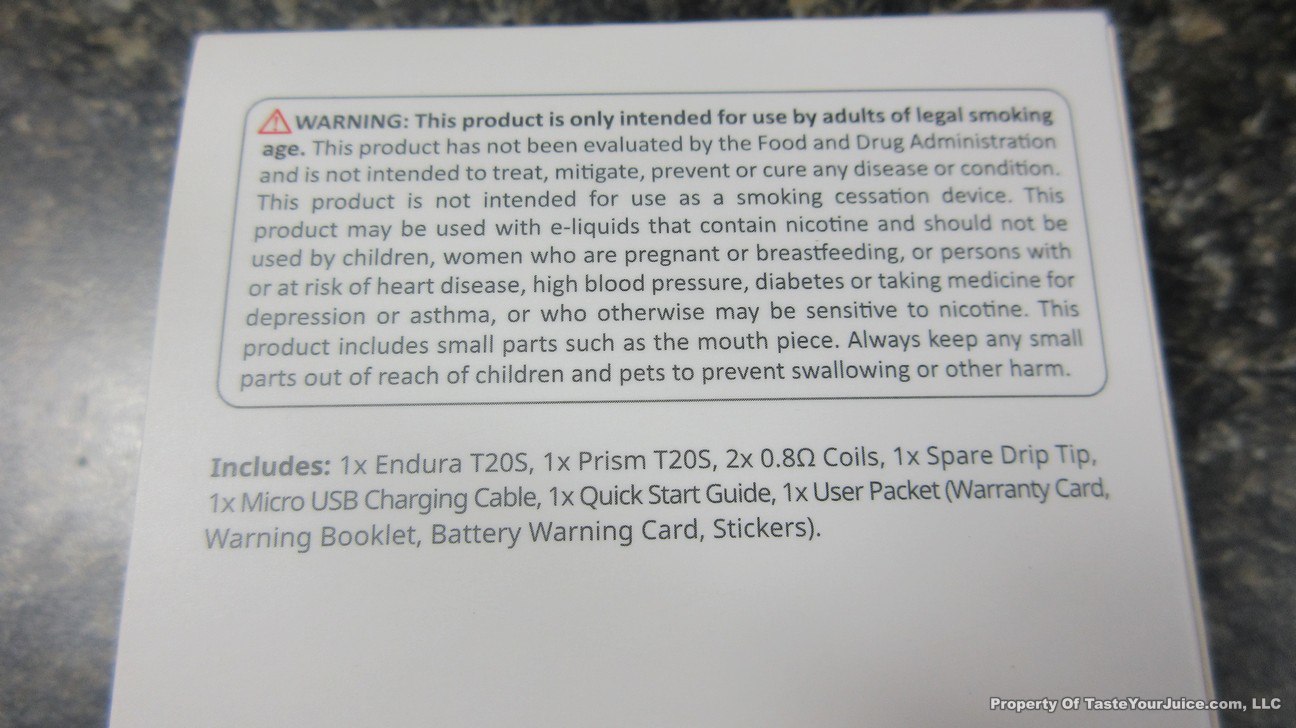 WARNING: This product is only intended for use by adults of legal smoking
age. This product has not been evaluated by the Food and Drug Administration
and is not intended to treat, mitigate, prevent or cure any disease or condition.
This product is not intended for use as a smoking cessation device. This
product may be used with e-liquids that contain nicotine and should not be
used by children, women who are pregnant or breastfeeding, or persons with
or at risk of heart disease, high blood pressure, diabetes or taking medicine for
depression or asthma, or who otherwise may be sensitive to nicotine. This
product includes small parts such as the mouth piece. Always keep any small
parts out of reach of children and pets to prevent swallowing or other harm.
Includes: 1x Endura T20S, 1x Prism T20S, 2x 0.8Ω Coils, 1x Spare Drip Tip,
1x Micro USB Charging Cable, 1x Quick Start Guide, 1x User Packet (Warranty Card,
Warning Booklet, Battery Warning Card, Stickers).
Property Of TasteYourJuice.com, LLC